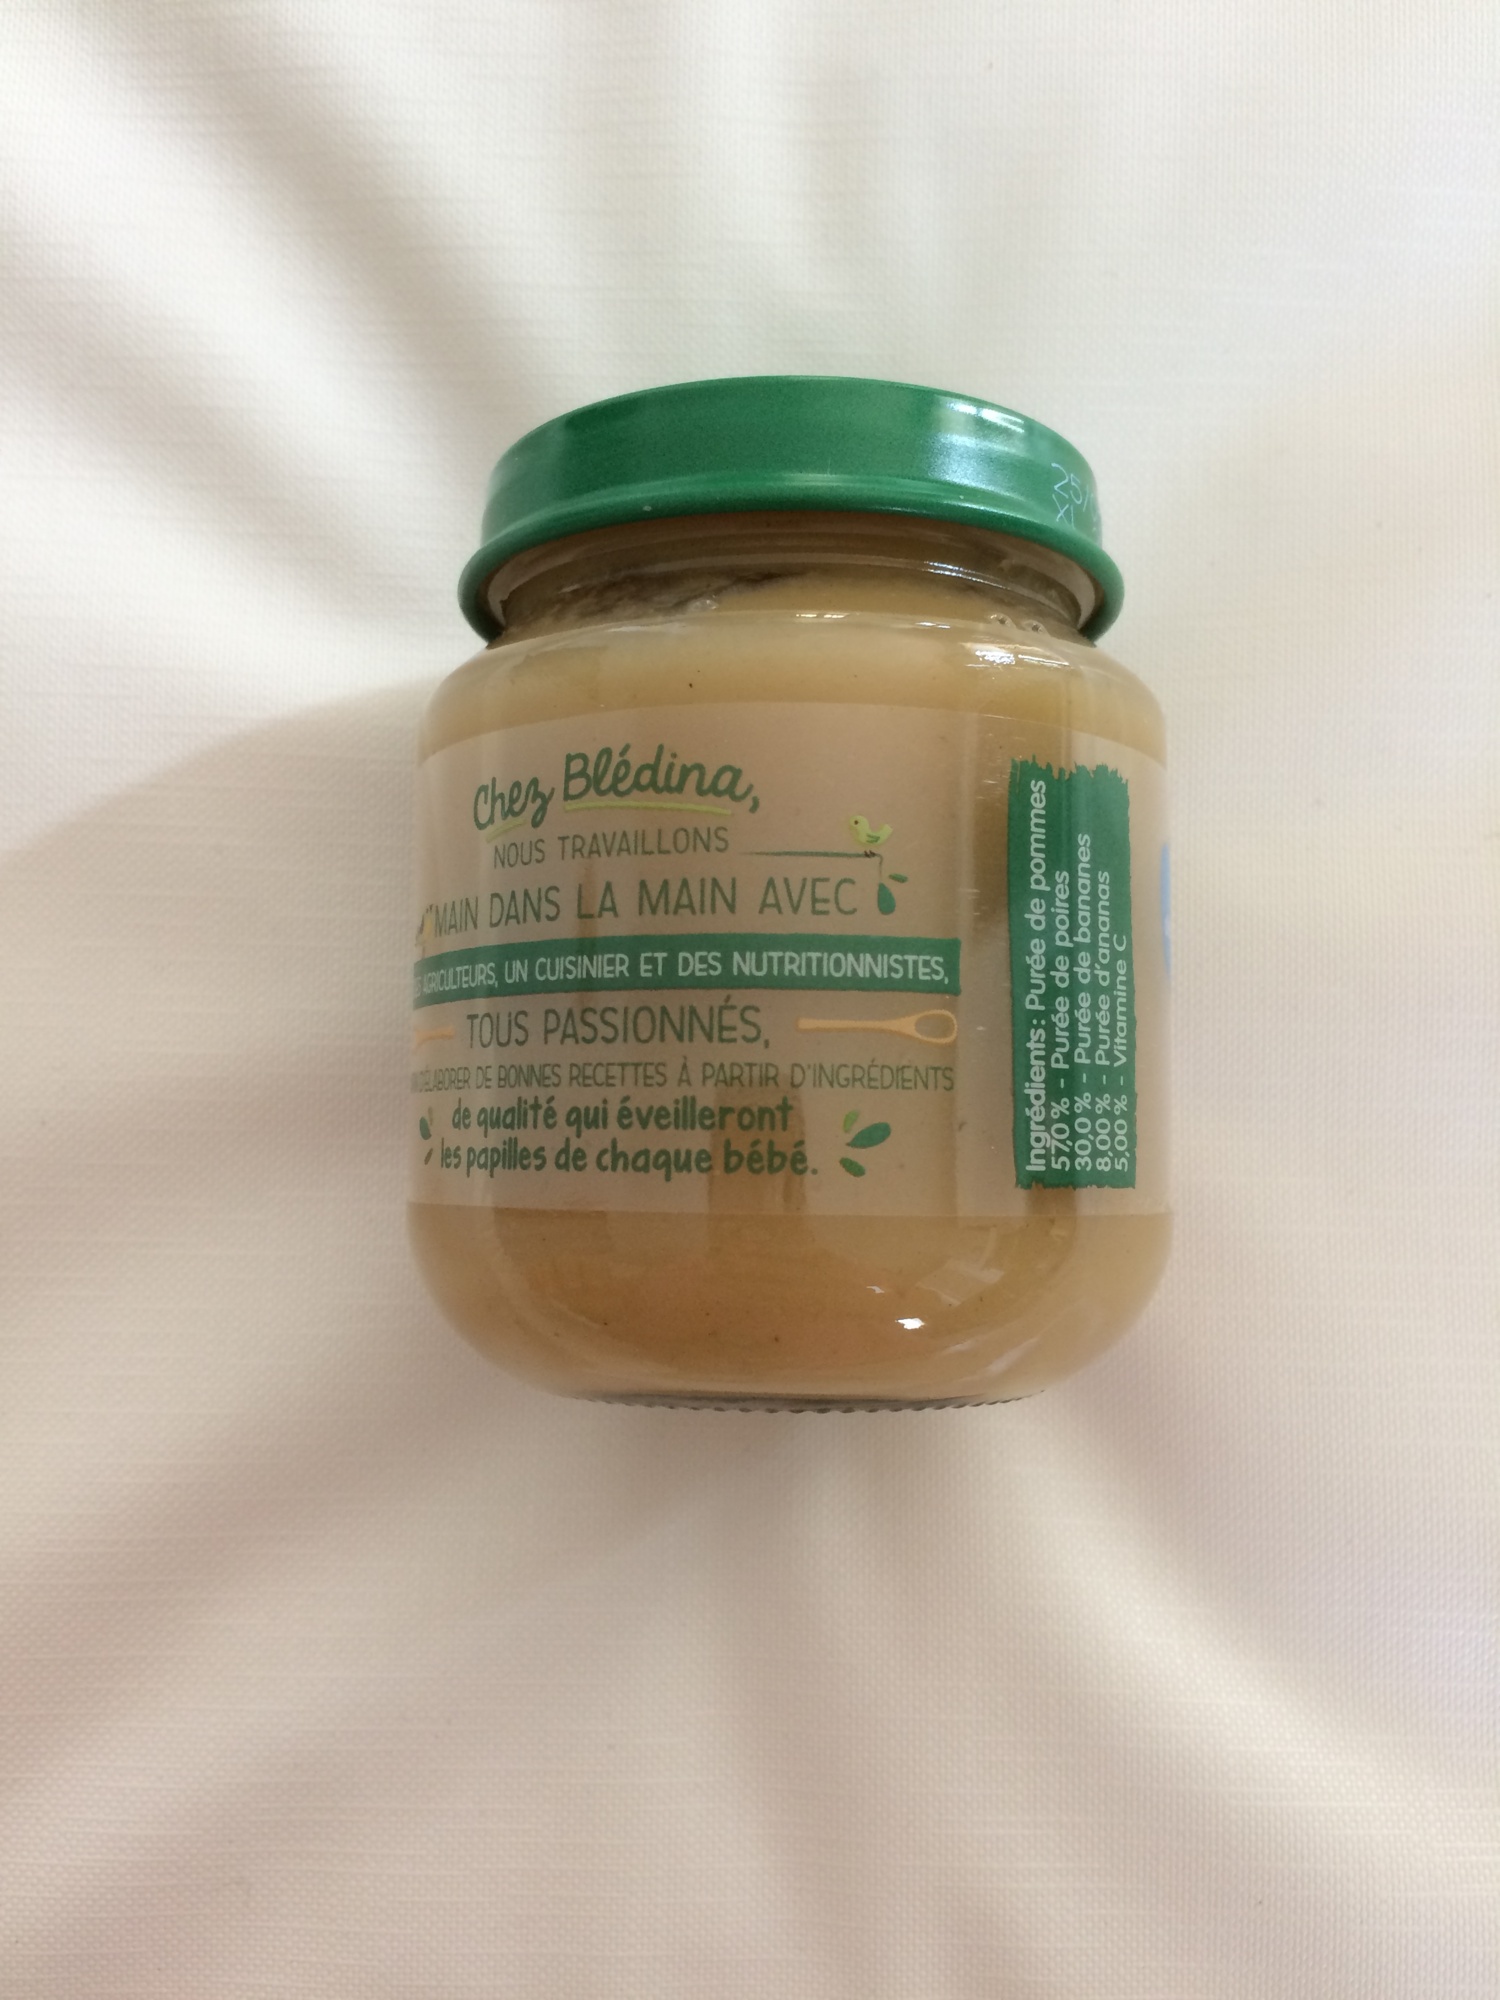 25/
XL
Chez Blédina,
NOUS TRAVAILLONS
MAIN DANS LA MAIN AVEC
AGRICULTEURS, UN CUISINIER ET DES NUTRITIONNISTES,
TOUS PASSIONNÉS,
D'ÉLABORER DE BONNES RECETTES À PARTIR D'INGRÉDIENTS
de qualité qui éveilleront
les papilles de chaque bébé.
Ingrédients : Purée de pommes
57,0 % - Purée de poires
30,0 % - Purée de bananes
8,00 % - Purée d'ananas
5,00 % - Vitamine C